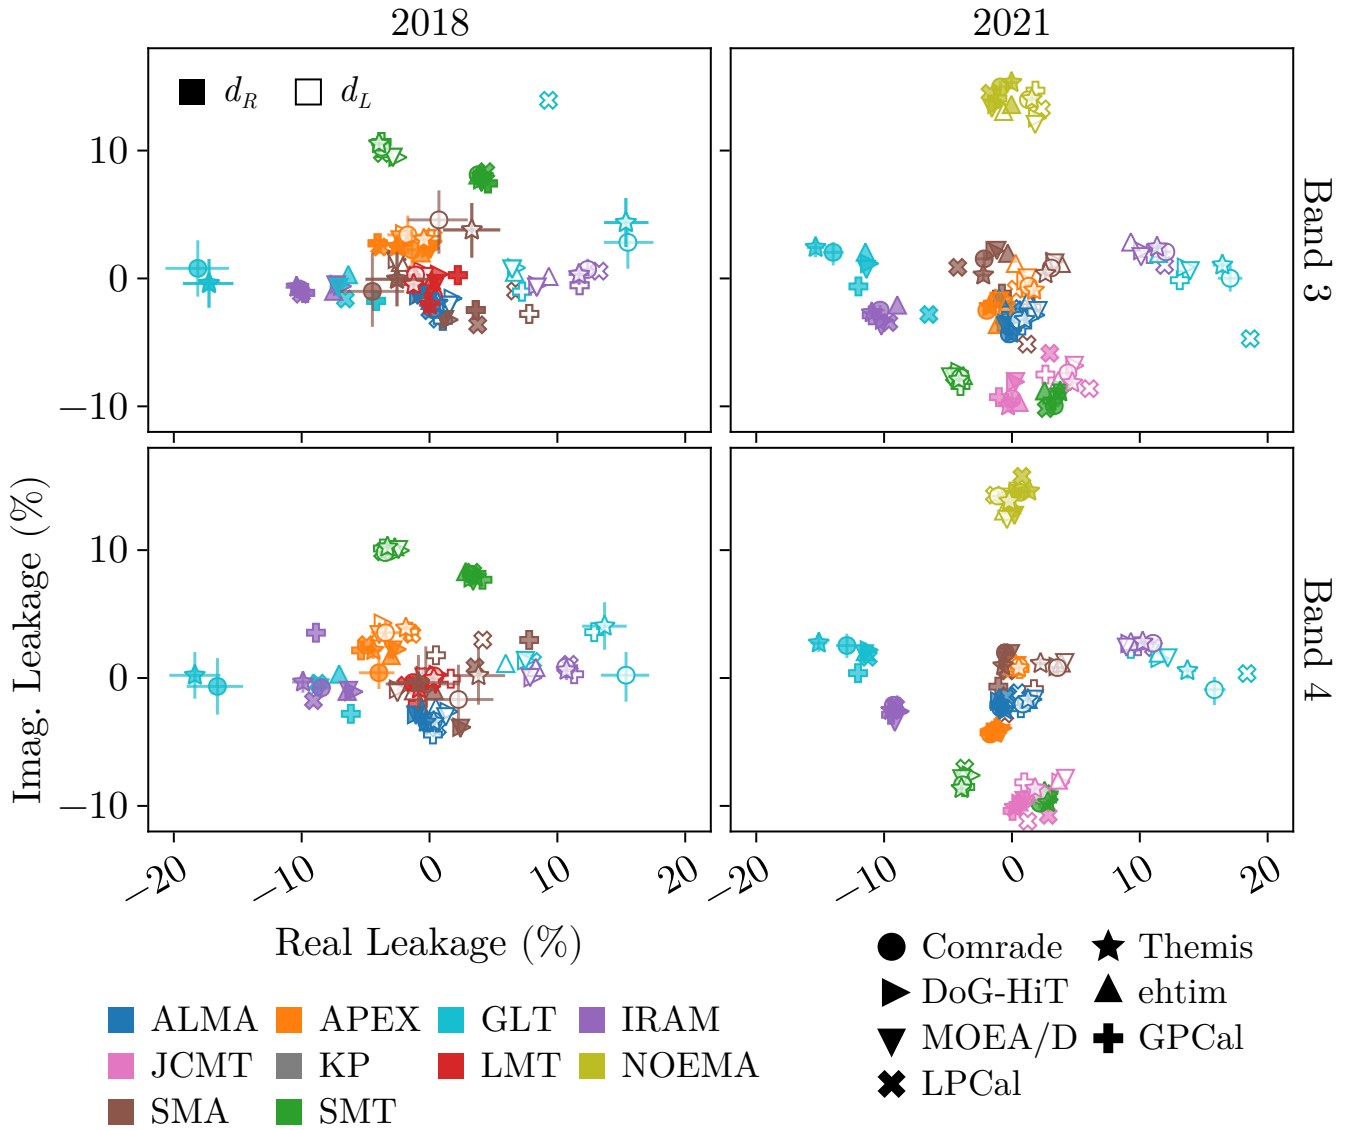 2018 2021
d_R d_L
10
0
−10
Band 3
10
0
−10
Band 4
Imag. Leakage (%)
−20 −10 0 10 20 −20 −10 0 10 20
Real Leakage (%)
Comrade Themis
DoG-HiT ehtim
MOEA/D GPCal
LPCal
ALMA APEX GLT IRAM
JCMT KP LMT NOEMA
SMA SMT